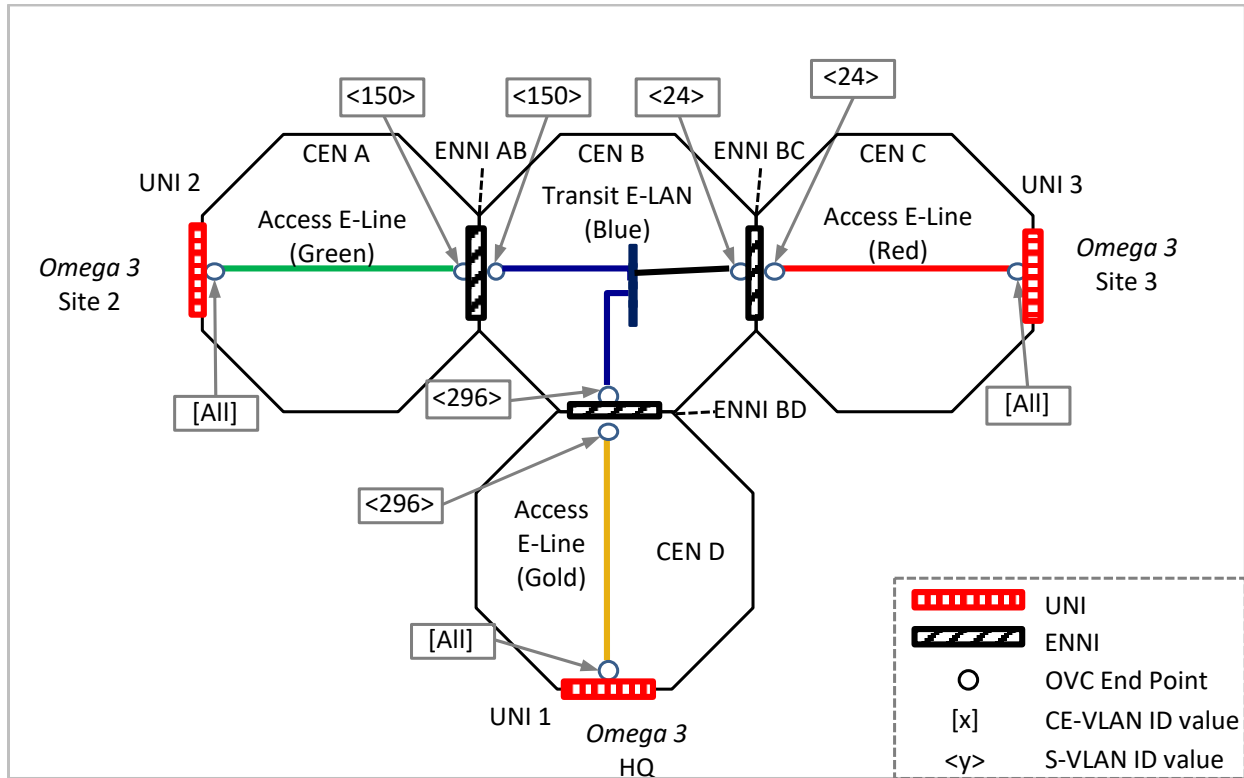 <150>
<150>
<24>
<24>
CEN A
ENNI AB
CEN B
ENNI BC
CEN C
UNI 2
UNI 3
Access E-Line
(Green)
Transit E-LAN
(Blue)
Access E-Line
(Red)
Omega 3
Site 2
Omega 3
Site 3
[All]
<296>
[All]
ENNI BD
<296>
Access
E-Line
(Gold)
CEN D
[All]
UNI 1
Omega 3
HQ
UNI
ENNI
OVC End Point
[x]
CE-VLAN ID value
<y>
S-VLAN ID value